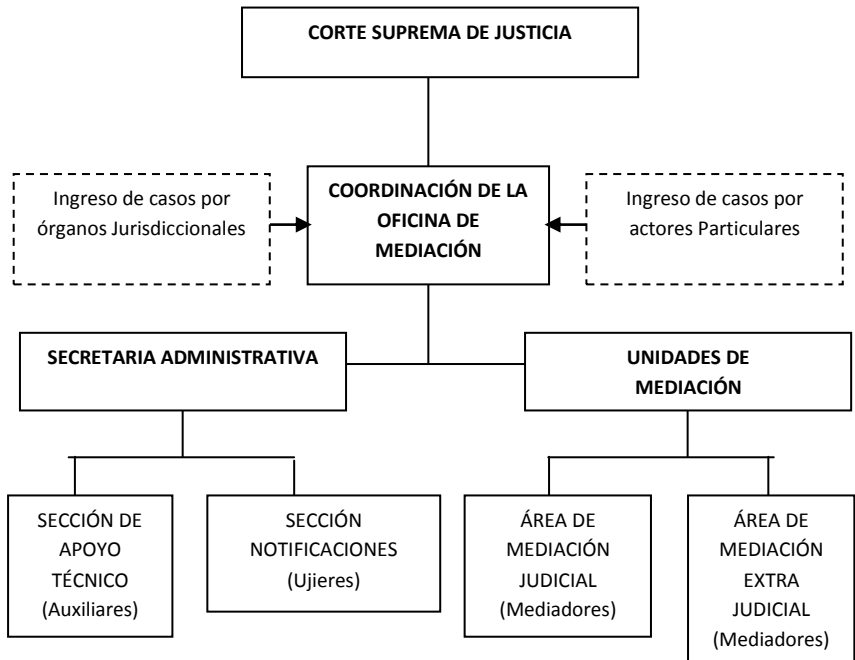 CORTE SUPREMA DE JUSTICIA
Ingreso de casos por
órganos Jurisdiccionales
COORDINACIÓN DE LA
OFICINA DE
MEDIACIÓN
Ingreso de casos por
actores Particulares
SECRETARIA ADMINISTRATIVA
UNIDADES DE
MEDIACIÓN
SECCIÓN DE
APOYO
TÉCNICO
(Auxiliares)
SECCIÓN
NOTIFICACIONES
(Ujieres)
ÁREA DE
MEDIACIÓN
JUDICIAL
(Mediadores)
ÁREA DE
MEDIACIÓN
EXTRA
JUDICIAL
(Mediadores)